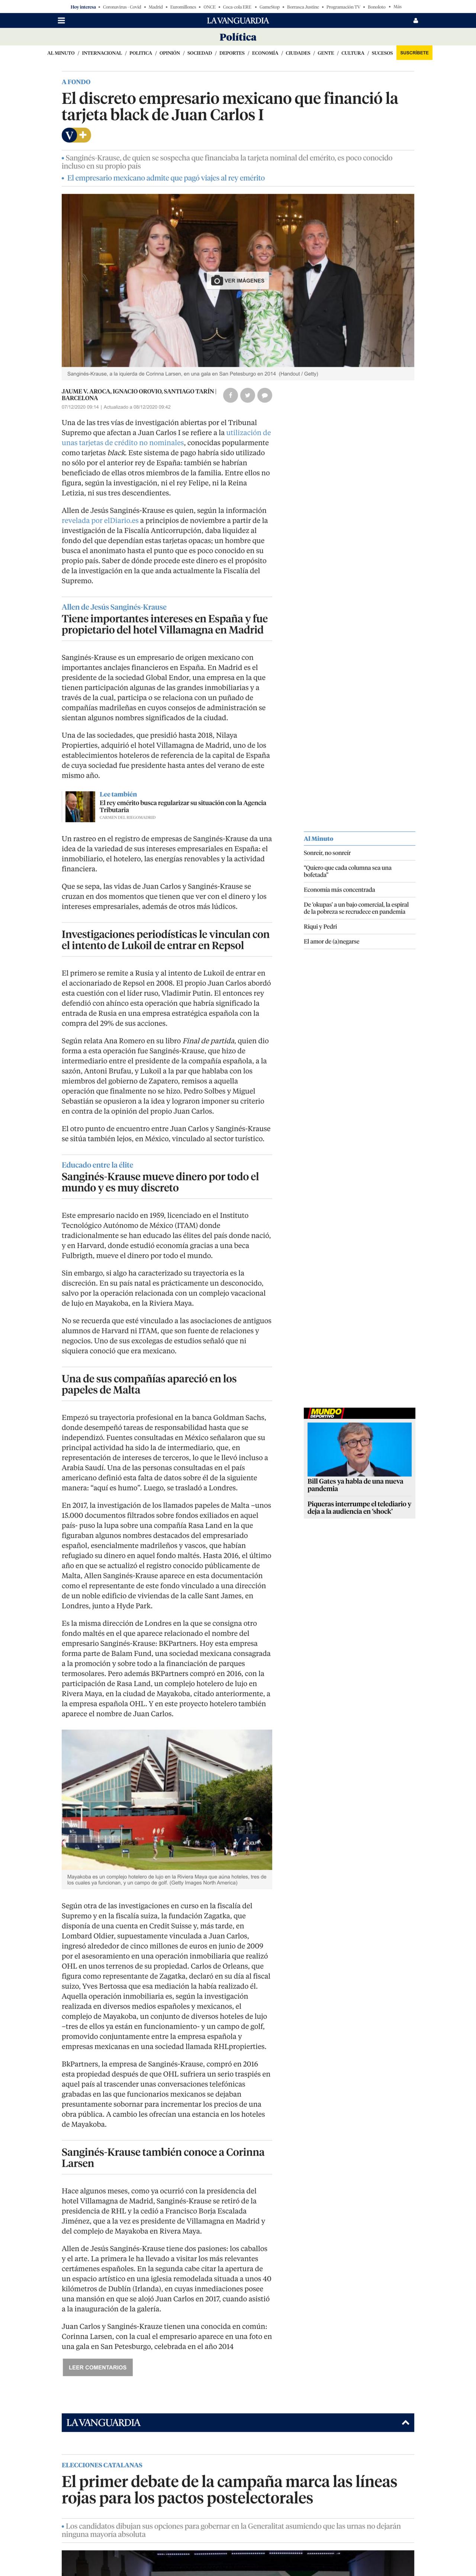 Hoy interesa • Coronavirus - Covid • Madrid • Euromillones • ONCE • Coca-cola ERE • GameStop • Borrasca Justine • Programación TV • Bonoloto • Más
LA VANGUARDIA
Política
AL MINUTO / INTERNACIONAL / POLÍTICA / OPINIÓN / SOCIEDAD / DEPORTES / ECONOMÍA / CIUDADES / GENTE / CULTURA / SUCESOS SUSCRÍBETE
A FONDO
El discreto empresario mexicano que financió la
tarjeta black de Juan Carlos I
V +
• Sanginés-Krause, de quien se sospecha que financiaba la tarjeta nominal del emérito, es poco conocido
incluso en su propio país
• El empresario mexicano admite que pagó viajes al rey emérito
VER IMÁGENES
Sanginés-Krause, a la iquierda de Corinna Larsen, en una gala en San Petesburgo en 2014 (Handout / Getty)
JAUME V. AROCA, IGNACIO OROVIO, SANTIAGO TARÍN |
BARCELONA
07/12/2020 09:14 | Actualizado a 08/12/2020 09:42
Una de las tres vías de investigación abiertas por el Tribunal
Supremo que afectan a Juan Carlos I se refiere a la utilización de
unas tarjetas de crédito no nominales, conocidas popularmente
como tarjetas black. Este sistema de pago habría sido utilizado
no sólo por el anterior rey de España: también se habrían
beneficiado de ellas otros miembros de la familia. Entre ellos no
figura, según la investigación, ni el rey Felipe, ni la Reina
Letizia, ni sus tres descendientes.
Allen de Jesús Sanginés-Krause es quien, según la información
revelada por elDiario.es a principios de noviembre a partir de la
investigación de la Fiscalía Anticorrupción, daba liquidez al
fondo del que dependían estas tarjetas opacas; un hombre que
busca el anonimato hasta el punto que es poco conocido en su
propio país. Saber de dónde procede este dinero es el propósito
de la investigación en la que anda actualmente la Fiscalía del
Supremo.
Allen de Jesús Sanginés-Krause
Tiene importantes intereses en España y fue
propietario del hotel Villamagna en Madrid
Sanginés-Krause es un empresario de origen mexicano con
importantes anclajes financieros en España. En Madrid es el
presidente de la sociedad Global Endor, una empresa en la que
tienen participación algunas de las grandes inmobiliarias y a
través de la cual, participa o se relaciona con un puñado de
compañías madrileñas en cuyos consejos de administración se
sientan algunos nombres significados de la ciudad.
Una de las sociedades, que presidió hasta 2018, Nilaya
Propierties, adquirió el hotel Villamagna de Madrid, uno de los
establecimientos hoteleros de referencia de la capital de España
de cuya sociedad fue presidente hasta antes del verano de este
mismo año.
Lee también
El rey emérito busca regularizar su situación con la Agencia
Tributaria
CARMEN DEL RIEGO MADRID
Un rastreo en el registro de empresas de Sanginés-Krause da una
idea de la variedad de sus intereses empresariales en España: el
inmobiliario, el hotelero, las energías renovables y la actividad
financiera.
Que se sepa, las vidas de Juan Carlos y Sanginés-Krause se
cruzan en dos momentos que tienen que ver con el dinero y los
intereses empresariales, además de otros más lúdicos.
Al Minuto
Sonreír, no sonreír
“Quiero que cada columna sea una
bofetada”
Economía más concentrada
De ‘okupas’ a un bajo comercial, la espiral
de la pobreza se recrudece en pandemia
Riqui y Pedri
El amor de (a)negarse
Investigaciones periodísticas le vinculan con
el intento de Lukoil de entrar en Repsol
El primero se remite a Rusia y al intento de Lukoil de entrar en
el accionariado de Repsol en 2008. El propio Juan Carlos abordó
esta cuestión con el líder ruso, Vladimir Putin. El entonces rey
defendió con ahínco esta operación que habría significado la
entrada de Rusia en una empresa estratégica española con la
compra del 29% de sus acciones.
Según relata Ana Romero en su libro Final de partida, quien dio
forma a esta operación fue Sanginés-Krause, que hizo de
intermediario entre el presidente de la compañía española, a la
sazón, Antoni Brufau, y Lukoil a la par que hablaba con los
miembros del gobierno de Zapatero, remisos a aquella
operación que finalmente no se hizo. Pedro Solbes y Miguel
Sebastián se opusieron a la idea y lograron imponer su criterio
en contra de la opinión del propio Juan Carlos.
El otro punto de encuentro entre Juan Carlos y Sanginés-Krause
se sitúa también lejos, en México, vinculado al sector turístico.
Educado entre la élite
Sanginés-Krause mueve dinero por todo el
mundo y es muy discreto
Este empresario nacido en 1959, licenciado en el Instituto
Tecnológico Autónomo de México (ITAM) donde
tradicionalmente se han educado las élites del país donde nació,
y en Harvard, donde estudió economía gracias a una beca
Fulbrigth, mueve el dinero por todo el mundo.
Sin embargo, si algo ha caracterizado su trayectoria es la
discreción. En su país natal es prácticamente un desconocido,
salvo por la operación relacionada con un complejo vacacional
de lujo en Mayakoba, en la Riviera Maya.
No se recuerda que esté vinculado a las asociaciones de antiguos
alumnos de Harvard ni ITAM, que son fuente de relaciones y
negocios. Uno de sus excolegas de estudios señaló que ni
siquiera conoció que era mexicano.
Una de sus compañías apareció en los
papeles de Malta
Empezó su trayectoria profesional en la banca Goldman Sachs,
donde desempeñó tareas de responsabilidad hasta que se
independizó. Fuentes consultadas en México señalaron que su
principal actividad ha sido la de intermediario, que, en
representación de intereses de terceros, lo que le llevó incluso a
Arabia Saudí. Una de las personas consultadas en el país
americano definió esta falta de datos sobre él de la siguiente
manera: “aquí es humo”. Luego, se trasladó a Londres.
En 2017, la investigación de los llamados papeles de Malta –unos
15.000 documentos filtrados sobre fondos exiliados en aquel
país- puso la lupa sobre una compañía Rasa Land en la que
figuraban algunos nombres destacados del empresariado
español, esencialmente madrileños y vascos, que habían
refugiado su dinero en aquel fondo maltés. Hasta 2016, el último
año en que se actualizó el registro conocido públicamente de
Malta, Allen Sanginés-Krause aparece en esta documentación
como presidente de este fondo vinculado a una dirección
de un noble edificio de viviendas de la calle Sant James, en
Londres, junto a Hyde Park.
Es la misma dirección de Londres en la que se consigna otro
fondo maltés en el que aparece relacionado el nombre del
empresario Sanginés-Krause: BKPartners. Hoy esta empresa
forma parte de Balam Fund, una sociedad mexicana consagrada
a la promoción y sobre todo a la financiación de parques
termosolares. Pero además BKPartners compró en 2016, con la
participación de Rasa Land, un complejo hotelero de lujo en
Rivera Maya, en la ciudad de Mayakoba, citado anteriormente, a
la empresa española OHL. Y en este proyecto hotelero también
aparece el nombre de Juan Carlos.
MUNDO
DEPORTIVO
Bill Gates ya habla de una nueva
pandemia
Piqueras interrumpe el telediario y
deja a la audiencia en ‘shock’
Mayakoba es un complejo hotelero de lujo en la Riviera Maya que aúna hoteles, tres de
los cuales ya funcionan, y un campo de golf. (Getty Images North America)
Según otra de las investigaciones en curso en la fiscalía del
Supremo y en la fiscalía suiza, la fundación Zagatka, que
disponía de una cuenta en Credit Suisse y, más tarde, en
Lombard Oldier, supuestamente vinculada a Juan Carlos,
ingresó alrededor de cinco millones de euros en junio de 2009
por el asesoramiento en una operación inmobiliaria que realizó
OHL en unos terrenos de su propiedad. Carlos de Orleans, que
figura como representante de Zagatka, declaró en su día al fiscal
suizo, Yves Bertossa que esa mediación la había realizado él.
Aquella operación inmobiliaria es, según la investigación
realizada en diversos medios españoles y mexicanos, el
complejo de Mayakoba, un conjunto de diversos hoteles de lujo
–tres de ellos ya están en funcionamiento- y un campo de golf,
promovido conjuntamente entre la empresa española y
empresas mexicanas en una sociedad llamada RHLpropierties.
BkPartners, la empresa de Sanginés-Krause, compró en 2016
esta propiedad después de que OHL sufriera un serio traspiés en
aquel país al trascender unas conversaciones telefónicas
grabadas en las que funcionarios mexicanos se dejaban
presuntamente sobornar para incrementar los precios de una
obra pública. A cambio les ofrecían una estancia en los hoteles
de Mayakoba.
Sanginés-Krause también conoce a Corinna
Larsen
Hace algunos meses, como ya ocurrió con la presidencia del
hotel Villamagna de Madrid, Sanginés-Krause se retiró de la
presidencia de RHL y la cedió a Francisco Borja Escalada
Jiménez, que a la vez es presidente de Villamagna en Madrid y
del complejo de Mayakoba en Rivera Maya.
Allen de Jesús Sanginés-Krause tiene dos pasiones: los caballos
y el arte. La primera le ha llevado a visitar los más relevantes
certámenes españoles. En la segunda cabe citar la apertura de
un espacio artístico en una iglesia remodelada situada a unos 40
kilómetros de Dublín (Irlanda), en cuyas inmediaciones posee
una mansión en que se alojó Juan Carlos en 2017, cuando asistió
a la inauguración de la galería.
Juan Carlos y Sanginés-Krauze tienen una conocida en común:
Corinna Larsen, con la cual el empresario aparece en una foto en
una gala en San Petesburgo, celebrada en el año 2014
LEER COMENTARIOS
LA VANGUARDIA
ELECCIONES CATALANAS
El primer debate de la campaña marca las líneas
rojas para los pactos postelectorales
• Los candidatos dibujan sus opciones para gobernar en la Generalitat asumiendo que las urnas no dejarán
ninguna mayoría absoluta